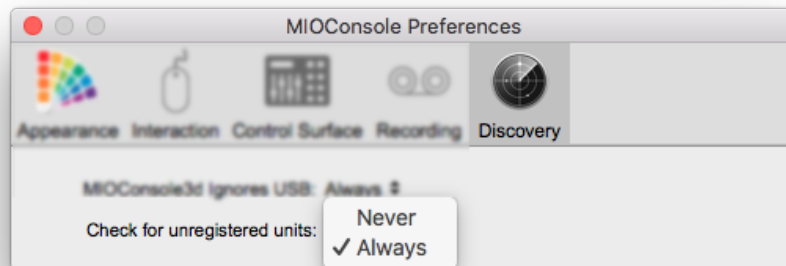 MIOConsole Preferences
Appearance Interaction Control Surface Recording Discovery
MIOConsole3d Ignores USB: Always
Check for unregistered units:
Never
✓ Always